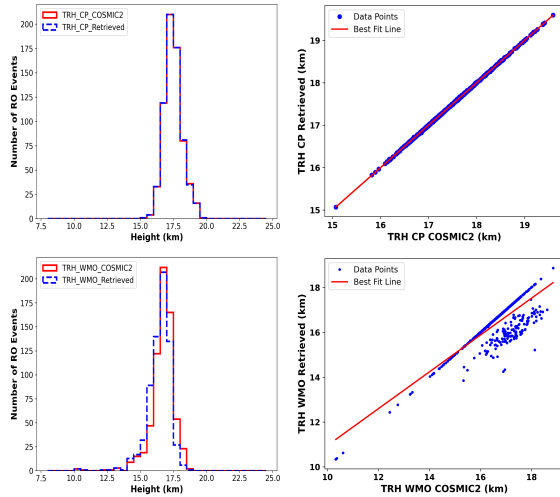 TRH_CP_COSMIC2
TRH_CP_Retrieved
Number of RO Events
200
175
150
125
100
75
50
25
0
7.5 10.0 12.5 15.0 17.5 20.0 22.5 25.0
Height (km)
Data Points
Best Fit Line
TRH CP Retrieved (km)
19
18
17
16
15
15 16 17 18 19
TRH CP COSMIC2 (km)
TRH_WMO_COSMIC2
TRH_WMO_Retrieved
Number of RO Events
200
175
150
125
100
75
50
25
0
7.5 10.0 12.5 15.0 17.5 20.0 22.5 25.0
Height (km)
Data Points
Best Fit Line
TRH WMO Retrieved (km)
18
16
14
12
10
10 12 14 16 18
TRH WMO COSMIC2 (km)